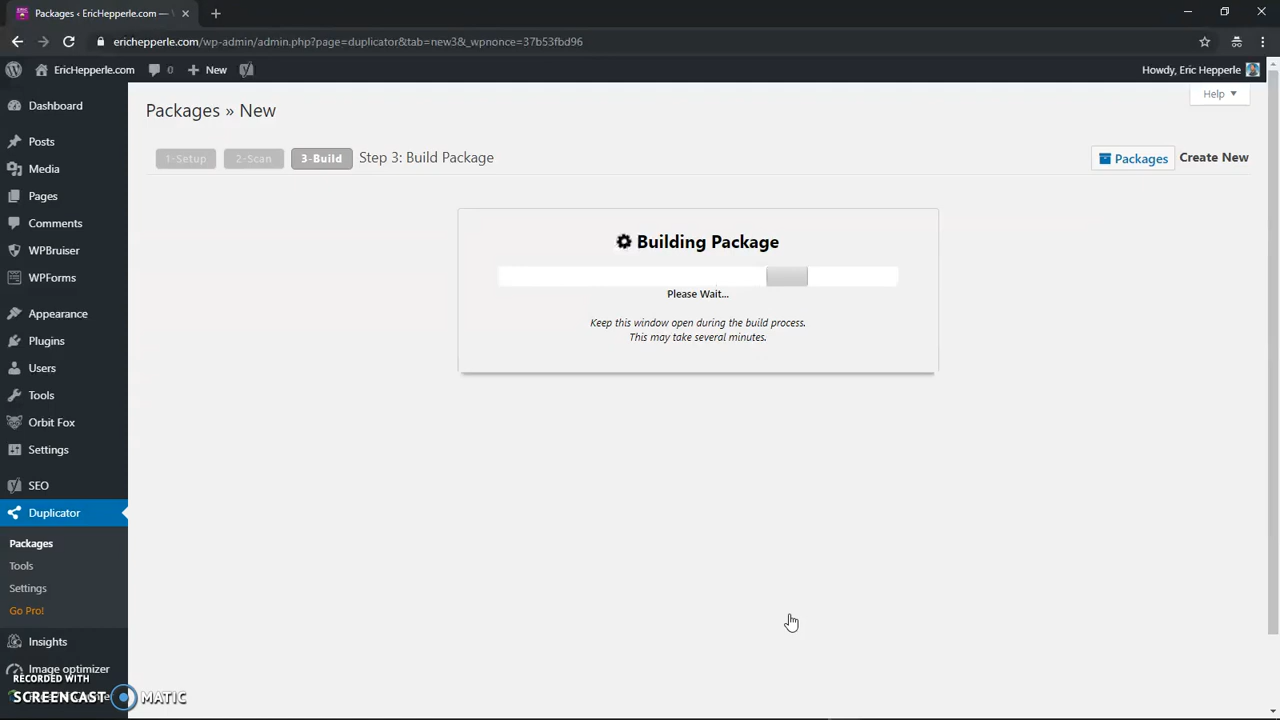 Packages ‹ EricHepperle.com —
erichepperle.com/wp-admin/admin.php?page=duplicator&tab=new3&_wpnonce=37b53fbd96
EricHepperle.com
0
New
Howdy, Eric Hepperle
Help
Packages » New
1-Setup
2-Scan
3-Build
Step 3: Build Package
Packages
Create New
Building Package
Please Wait...
Keep this window open during the build process.
This may take several minutes.
Dashboard
Posts
Media
Pages
Comments
WPBruiser
WPForms
Appearance
Plugins
Users
Tools
Orbit Fox
Settings
SEO
Duplicator
Packages
Tools
Settings
Go Pro!
Insights
Image optimizer
RECORDED WITH
SCREENCAST MATIC